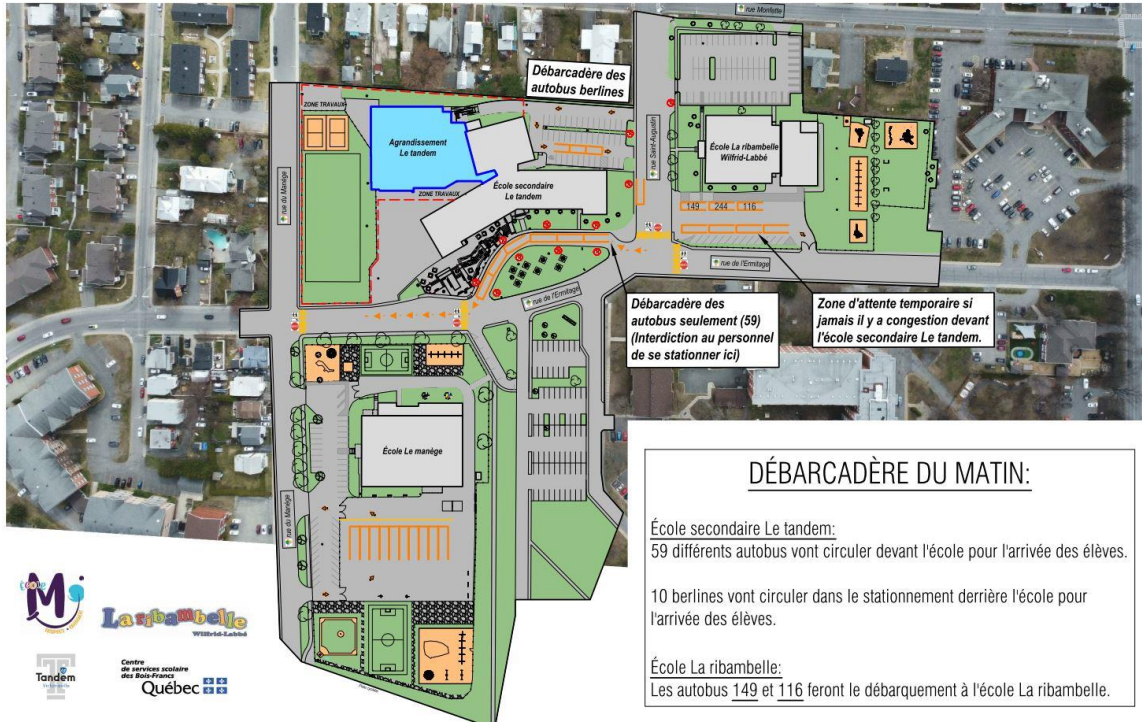 rue Monfette
Débarcadère des
autobus berlines
ZONE TRAVAUX
Agrandissement
Le tandem
rue Saint-Augustin
École La ribambelle
Wilfrid-Labbé
rue du Manège
ZONE TRAVAUX
École secondaire
Le tandem
149 244 116
rue de l'Ermitage
rue de l'Ermitage
Débarcadère des
autobus seulement (59)
(Interdiction au personnel
de se stationner ici)
Zone d'attente temporaire si
jamais il y a congestion devant
l'école secondaire Le tandem.
École Le manège
rue du Manège
DÉBARCADÈRE DU MATIN:
École secondaire Le tandem:
59 différents autobus vont circuler devant l'école pour l'arrivée des élèves.
10 berlines vont circuler dans le stationnement derrière l'école pour
l'arrivée des élèves.
École La ribambelle:
Les autobus 149 et 116 feront le débarquement à l'école La ribambelle.
La ribambelle
Wilfrid-Labbé
Tandem
Centre
de services scolaire
des Bois-Francs
Québec